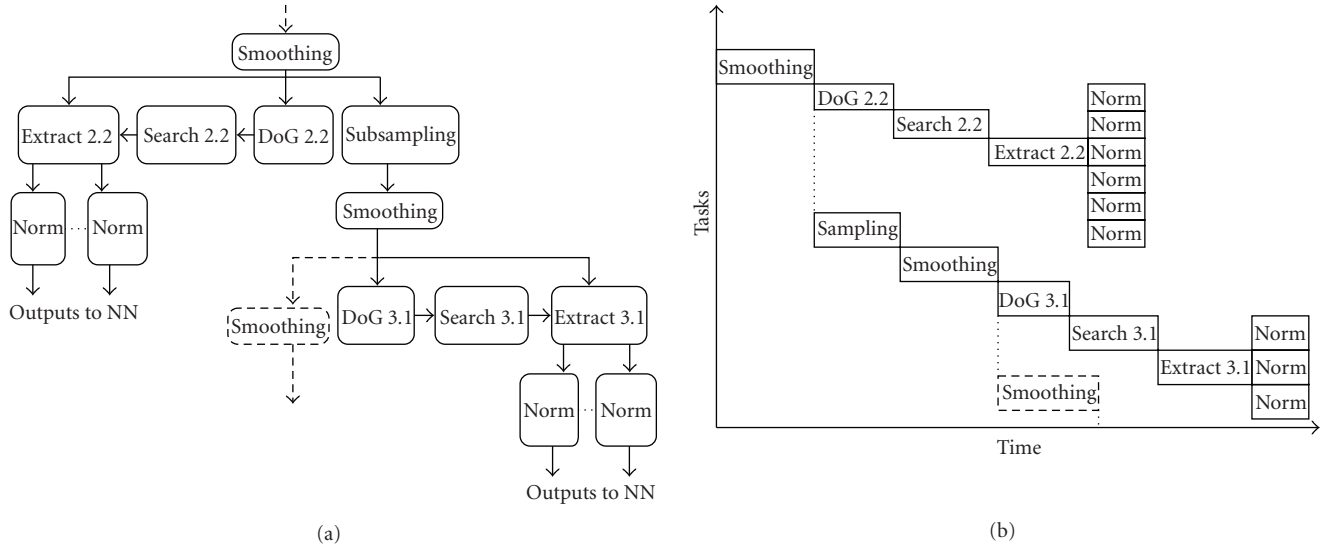 Smoothing
Extract 2.2
Search 2.2
DoG 2.2
Subsampling
Norm
Norm
Smoothing
Outputs to NN
Smoothing
DoG 3.1
Search 3.1
Extract 3.1
Norm
Norm
Outputs to NN
(a)
Tasks
Smoothing
DoG 2.2
Norm
Search 2.2
Norm
Extract 2.2
Norm
Norm
Norm
Sampling
Norm
Smoothing
DoG 3.1
Search 3.1
Norm
Extract 3.1
Norm
Smoothing
Norm
Time
(b)